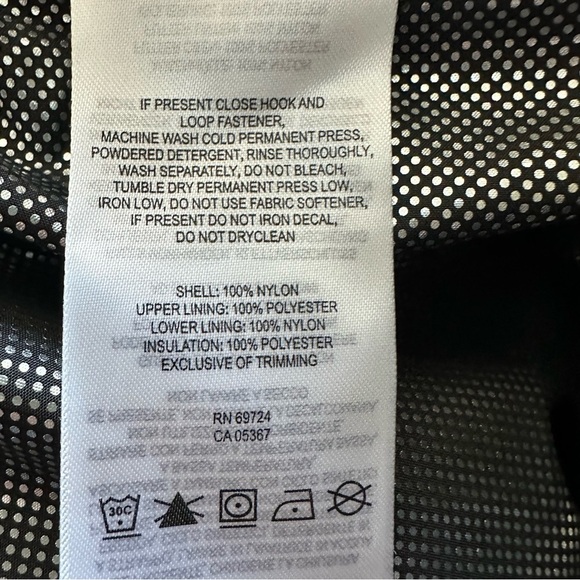 IF PRESENT CLOSE HOOK AND
LOOP FASTENER,
MACHINE WASH COLD PERMANENT PRESS,
POWDERED DETERGENT, RINSE THOROUGHLY,
WASH SEPARATELY, DO NOT BLEACH,
TUMBLE DRY PERMANENT PRESS LOW,
IRON LOW, DO NOT USE FABRIC SOFTENER,
IF PRESENT DO NOT IRON DECAL,
DO NOT DRYCLEAN
SHELL: 100% NYLON
UPPER LINING: 100% POLYESTER
LOWER LINING: 100% NYLON
INSULATION: 100% POLYESTER
EXCLUSIVE OF TRIMMING
RN 69724
CA 05367
30C